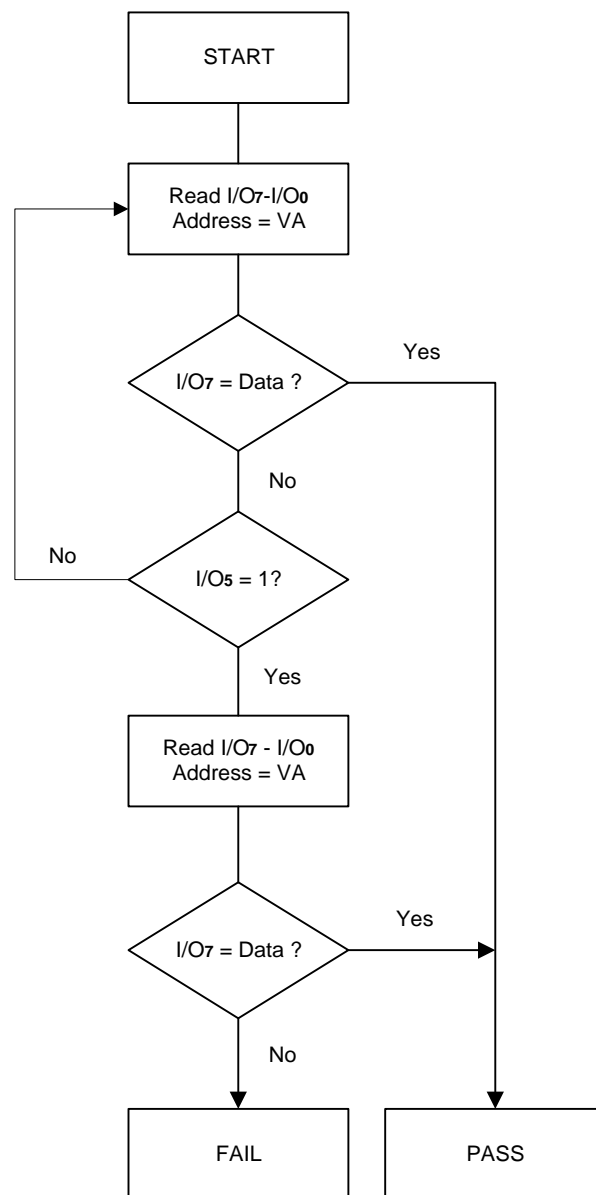 START
Read I/O7-I/O0
Address = VA
I/O7 = Data ?
Yes
No
No
I/O5 = 1?
Yes
Read I/O7 - I/O0
Address = VA
I/O7 = Data ?
Yes
No
FAIL
PASS